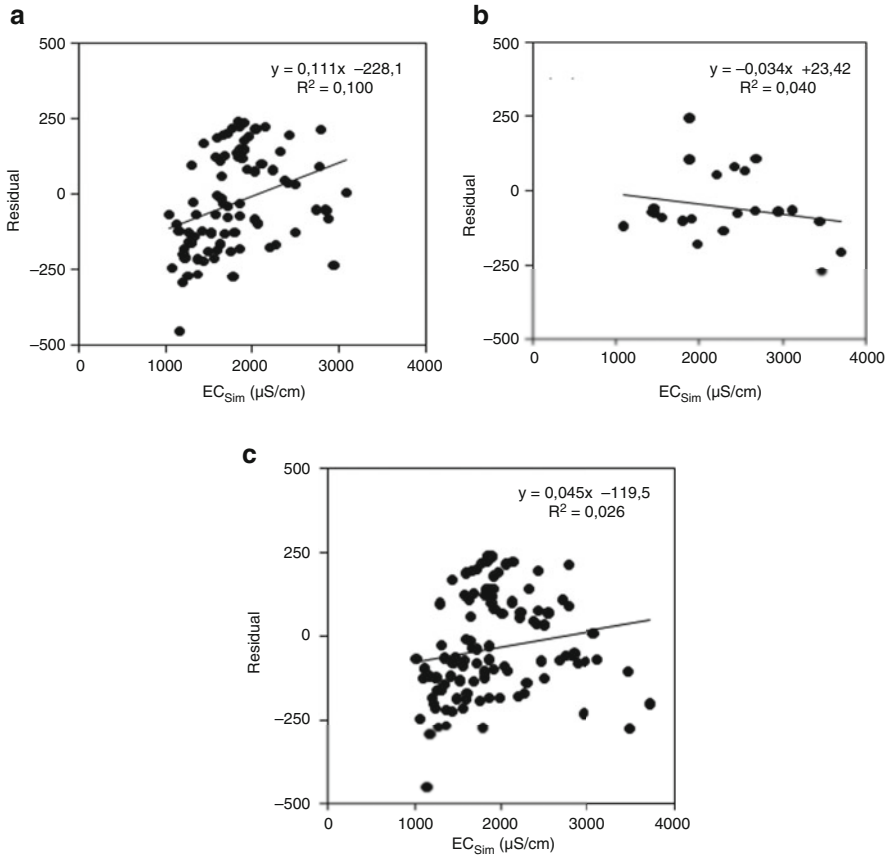 a
500
250
0
−250
−500
Residual
y = 0,111x −228,1
R² = 0,100
0
1000
2000
3000
4000
ECSim (µS/cm)
b
500
250
0
−250
−500
Residual
y = −0,034x +23,42
R² = 0,040
0
1000
2000
3000
4000
ECSim (µS/cm)
c
500
250
0
−250
−500
Residual
y = 0,045x −119,5
R² = 0,026
0
1000
2000
3000
4000
ECSim (µS/cm)